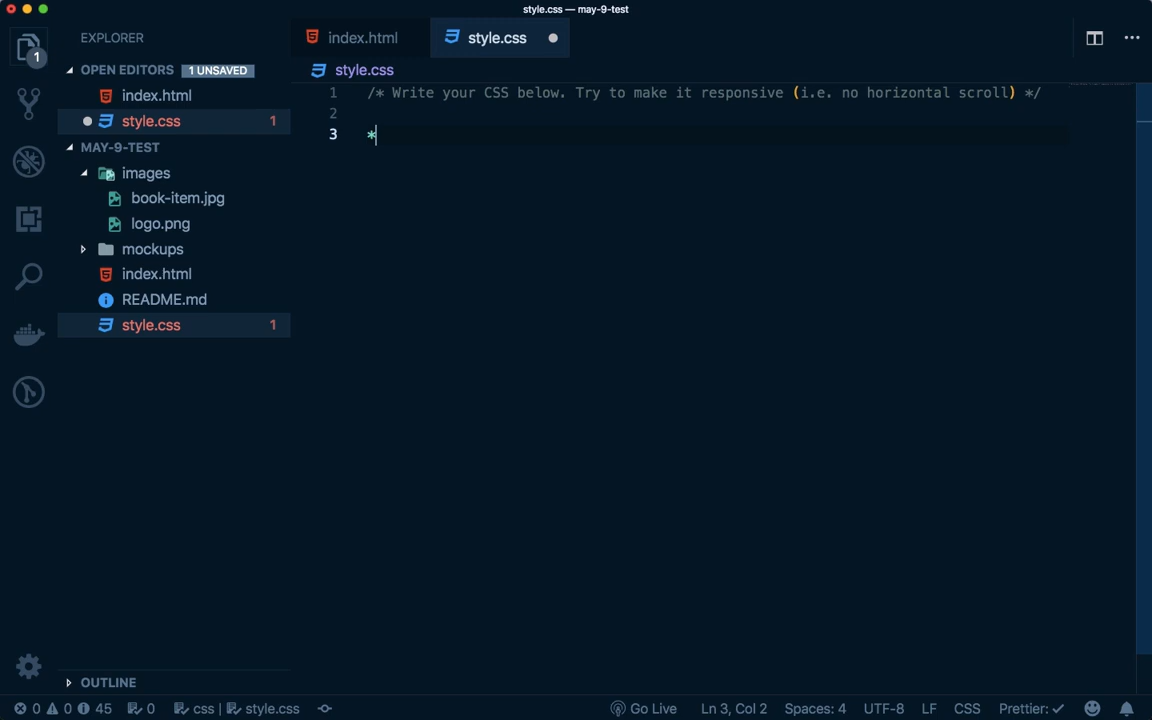 style.css — may-9-test
EXPLORER
index.html
style.css
1
OPEN EDITORS 1 UNSAVED
style.css
index.html
1 /* Write your CSS below. Try to make it responsive (i.e. no horizontal scroll) */
2
style.css 1
3 *
MAY-9-TEST
images
book-item.jpg
logo.png
mockups
index.html
README.md
style.css 1
OUTLINE
0 0 45 0 css | style.css Go Live Ln 3, Col 2 Spaces: 4 UTF-8 LF CSS Prettier: ✓